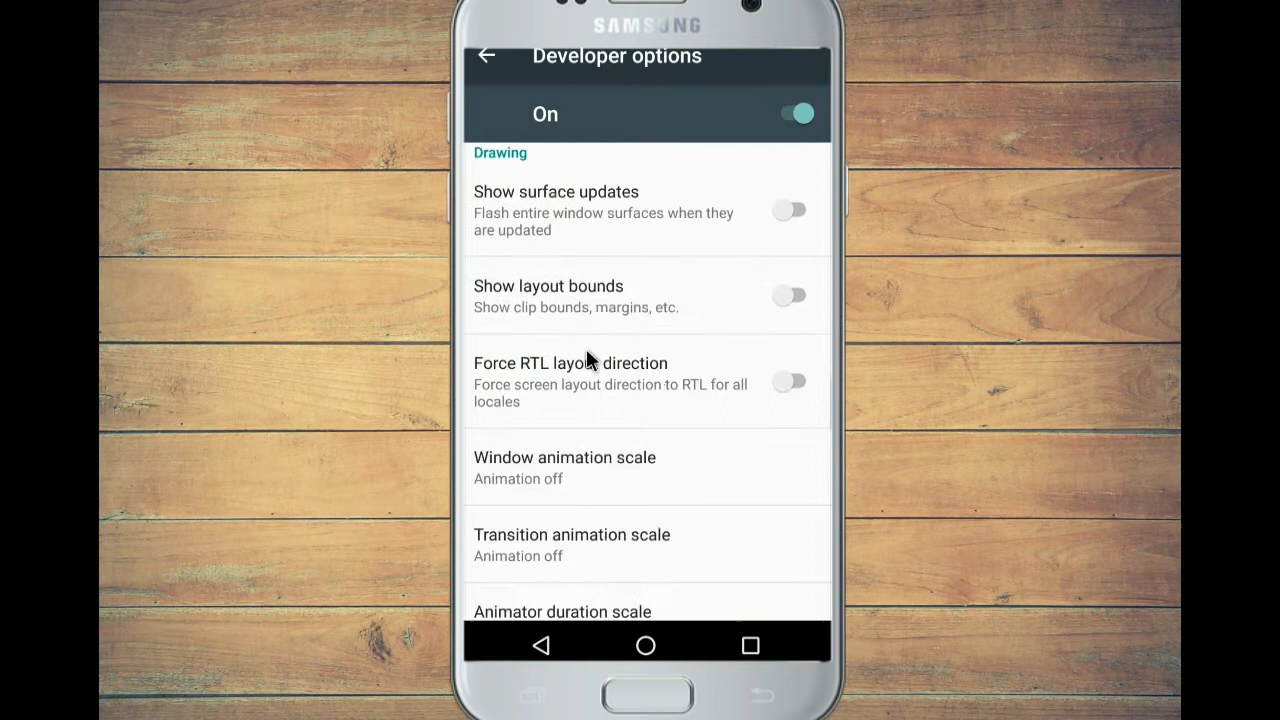 SAMSUNG
Developer options
On
Drawing
Show surface updates
Flash entire window surfaces when they
are updated
Show layout bounds
Show clip bounds, margins, etc.
Force RTL layout direction
Force screen layout direction to RTL for all
locales
Window animation scale
Animation off
Transition animation scale
Animation off
Animator duration scale